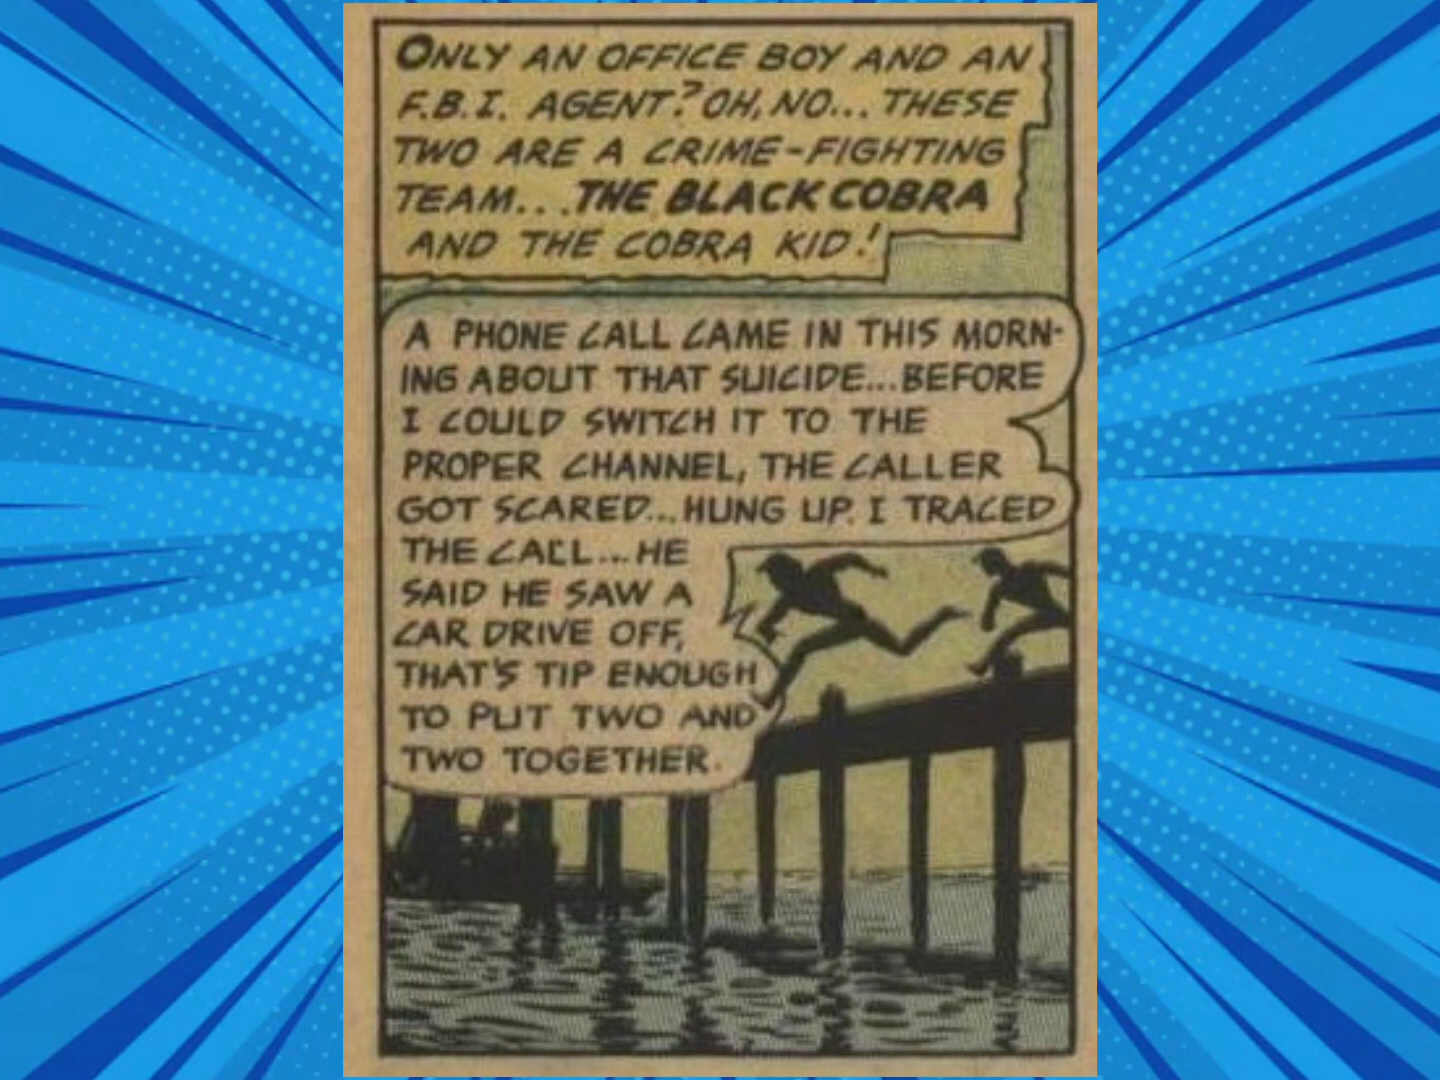 ONLY AN OFFICE BOY AND AN
F.B.I. AGENT? OH, NO... THESE
TWO ARE A CRIME-FIGHTING
TEAM... THE BLACK COBRA
AND THE COBRA KID!
A PHONE CALL CAME IN THIS MORN-
ING ABOUT THAT SUICIDE... BEFORE
I COULD SWITCH IT TO THE
PROPER CHANNEL, THE CALLER
GOT SCARED... HUNG UP. I TRACED
THE CALL... HE
SAID HE SAW A
CAR DRIVE OFF,
THAT'S TIP ENOUGH
TO PUT TWO AND
TWO TOGETHER.